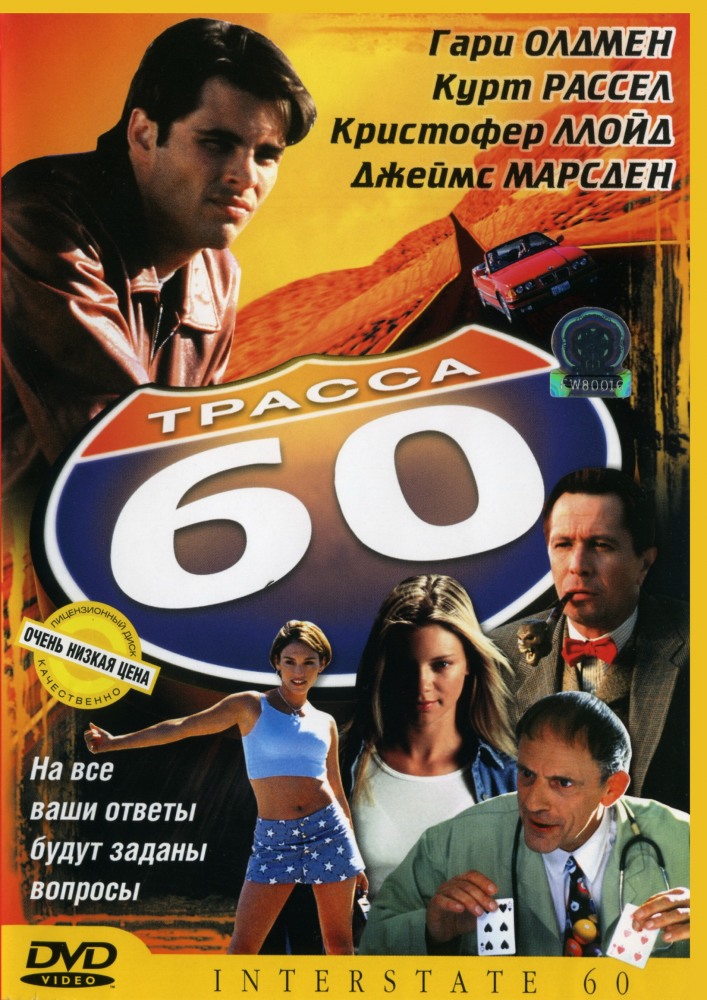 Гари ОЛДМЕН
Курт РАССЕЛ
Кристофер ЛЛОЙД
Джеймс МАРСДЕН
ТРАССА
60
ЛИЦЕНЗИОННЫЙ ДИСК
ОЧЕНЬ НИЗКАЯ ЦЕНА
КАЧЕСТВЕННО
На все
ваши ответы
будут заданы
вопросы
DVD
VIDEO
INTERSTATE 60